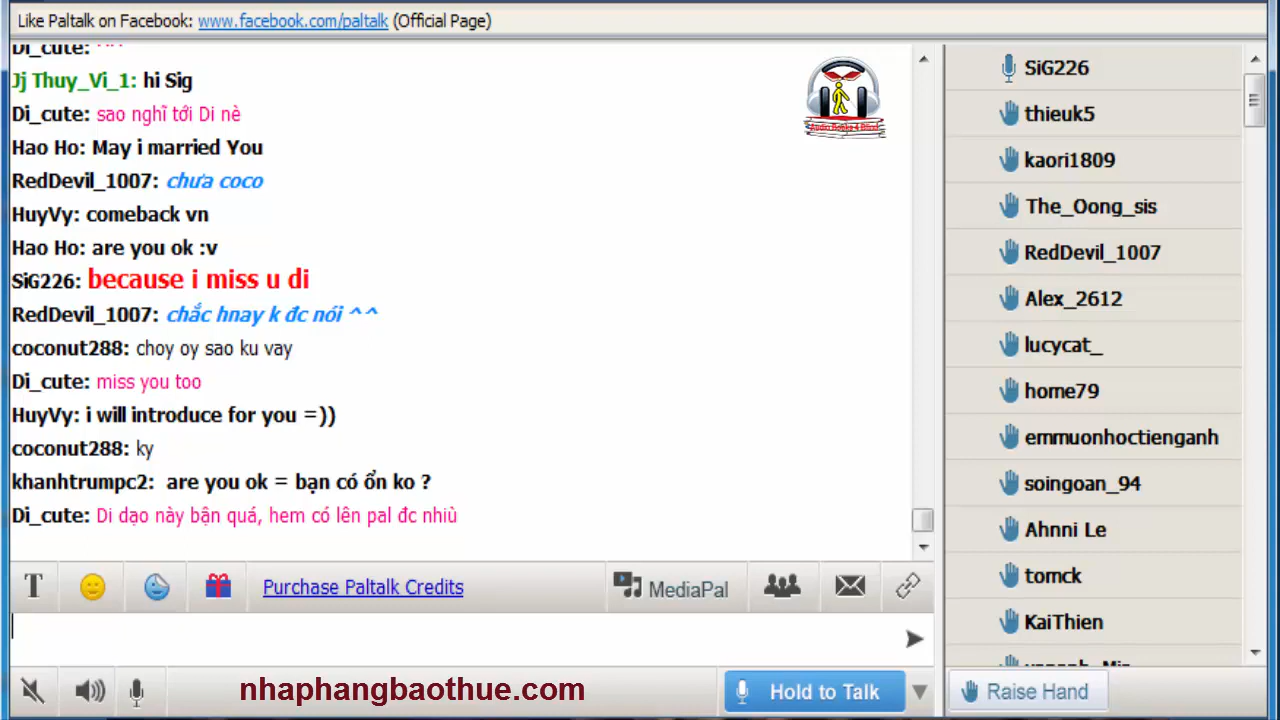 Like Paltalk on Facebook: www.facebook.com/paltalk (Official Page)
Di_cute: ^^
Jj Thuy_Vi_1: hi Sig
Di_cute: sao nghĩ tới Di nè
Hao Ho: May i married You
RedDevil_1007: chưa coco
HuyVy: comeback vn
Hao Ho: are you ok :v
SiG226: because i miss u di
RedDevil_1007: chắc hnay k đc nói ^^
coconut288: choy oy sao ku vay
Di_cute: miss you too
HuyVy: i will introduce for you =))
coconut288: ky
khanhtrumpc2: are you ok = bạn có ổn ko ?
Di_cute: Di dạo này bận quá, hem có lên pal đc nhiù
Purchase Paltalk Credits
MediaPal
nhaphangbaothue.com
Hold to Talk
SiG226
thieuk5
kaori1809
The_Oong_sis
RedDevil_1007
Alex_2612
lucycat_
home79
emmuonhoctienganh
soingoan_94
Ahnni Le
tomck
KaiThien
Raise Hand